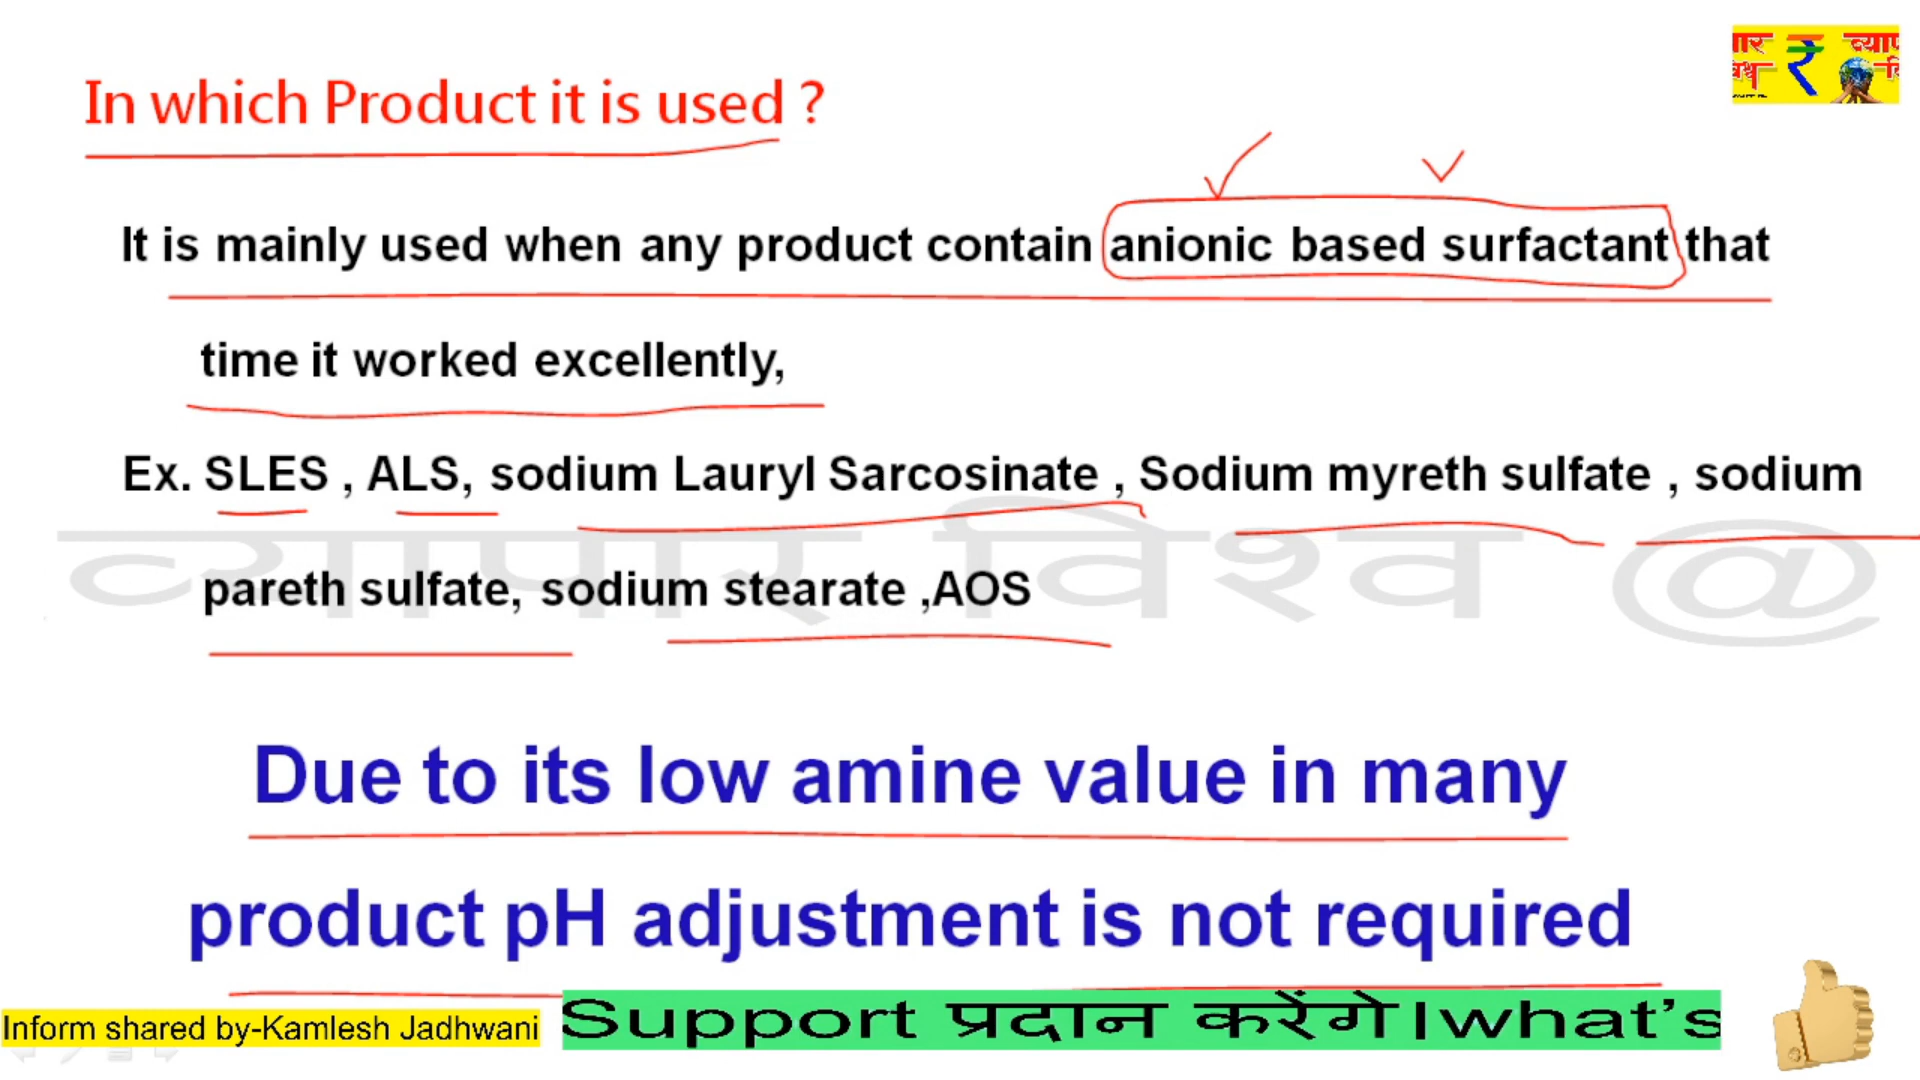 In which Product it is used ?
₹
It is mainly used when any product contain anionic based surfactant that
time it worked excellently,
Ex. SLES , ALS, sodium Lauryl Sarcosinate , Sodium myreth sulfate , sodium
pareth sulfate, sodium stearate ,AOS
व्यापार विश्व @
Due to its low amine value in many
product pH adjustment is not required
Inform shared by-Kamlesh Jadhwani
Support प्रदान करेंगे|what's